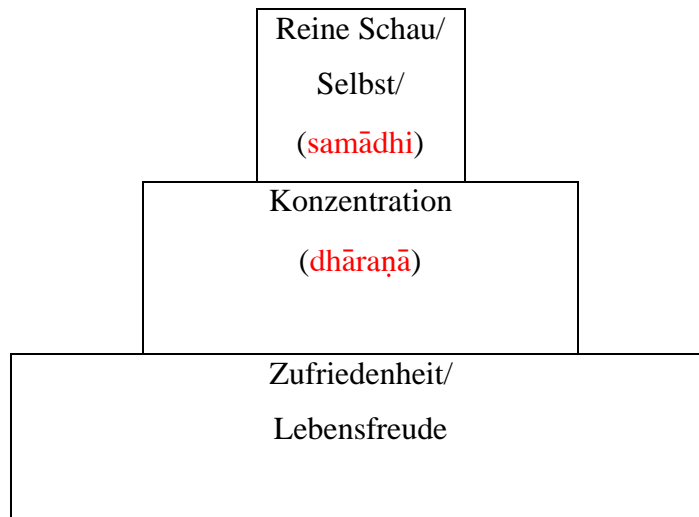 Reine Schau/
Selbst/
(samādhi)
Konzentration
(dhāraṇā)
Zufriedenheit/
Lebensfreude